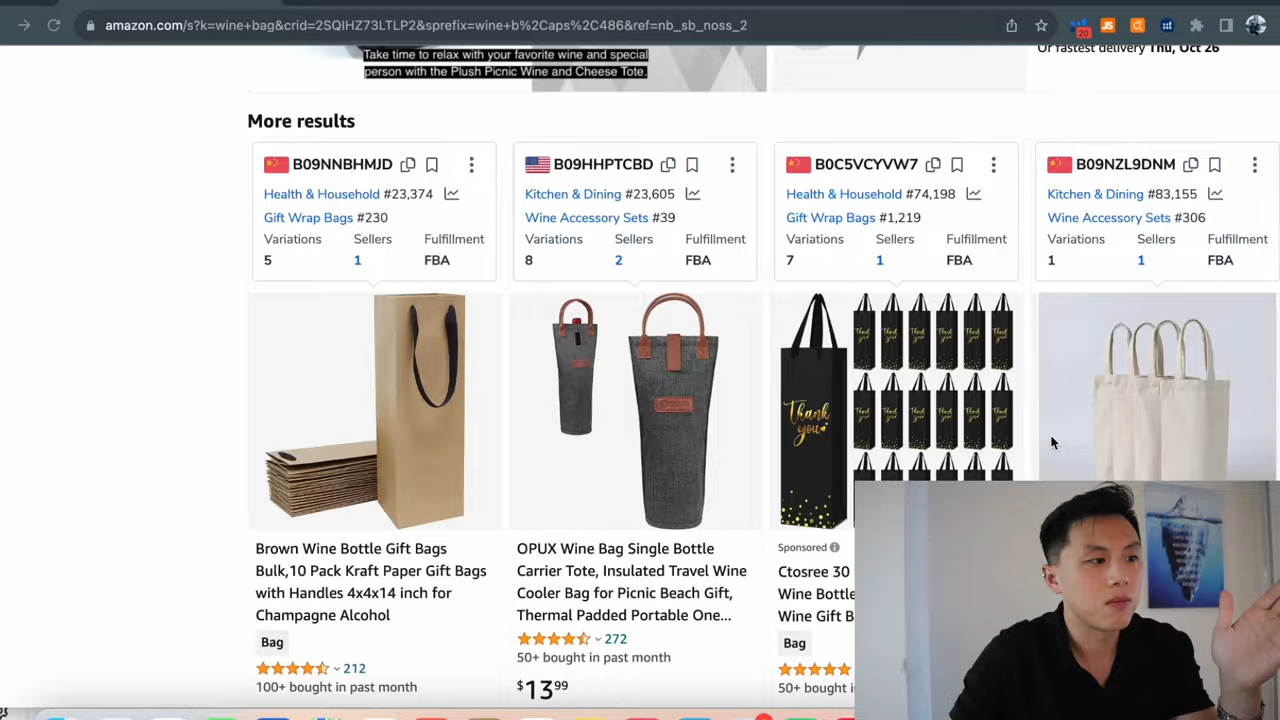 amazon.com/s?k=wine+bag&crid=2SQIHZ73LTLP2&sprefix=wine+b%2Caps%2C486&ref=nb_sb_noss_2
20
JS
Take time to relax with your favorite wine and special
person with the Plush Picnic Wine and Cheese Tote.
Or fastest delivery Thu, Oct 26
More results
B09NNBHMJD
Health & Household #23,374
Gift Wrap Bags #230
Variations Sellers Fulfillment
5 1 FBA
B09HHPTCBD
Kitchen & Dining #23,605
Wine Accessory Sets #39
Variations Sellers Fulfillment
8 2 FBA
B0C5VCYVW7
Health & Household #74,198
Gift Wrap Bags #1,219
Variations Sellers Fulfillment
7 1 FBA
B09NZL9DNM
Kitchen & Dining #83,155
Wine Accessory Sets #306
Variations Sellers Fulfillment
1 1 FBA
Thank
you
Brown Wine Bottle Gift Bags
Bulk,10 Pack Kraft Paper Gift Bags
with Handles 4x4x14 inch for
Champagne Alcohol
Bag
212
100+ bought in past month
OPUX Wine Bag Single Bottle
Carrier Tote, Insulated Travel Wine
Cooler Bag for Picnic Beach Gift,
Thermal Padded Portable One...
272
50+ bought in past month
$13 99
Sponsored
Ctosree 30
Wine Bottle
Wine Gift B
Bag
50+ bought i